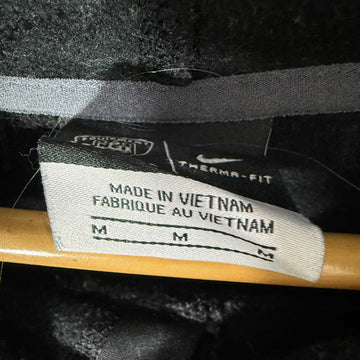 THERMA-FIT
MADE IN VIETNAM
FABRIQUE AU VIETNAM
M M M